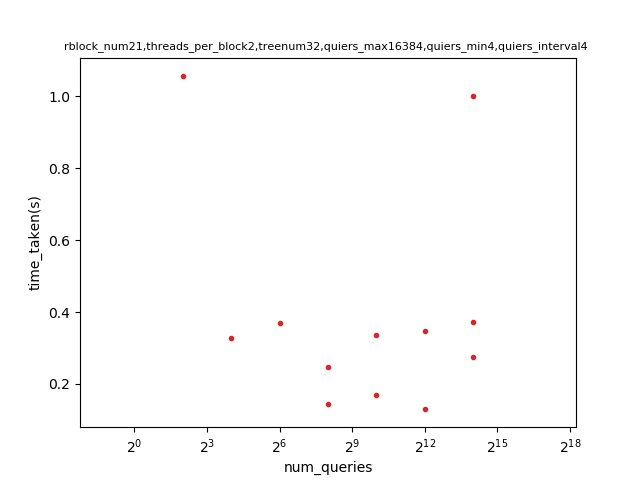 rblock_num21,threads_per_block2,treenum32,quiers_max16384,quiers_min4,quiers_interval4
1.0
0.8
0.6
0.4
0.2
time_taken(s)
2^0 2^3 2^6 2^9 2^12 2^15 2^18
num_queries